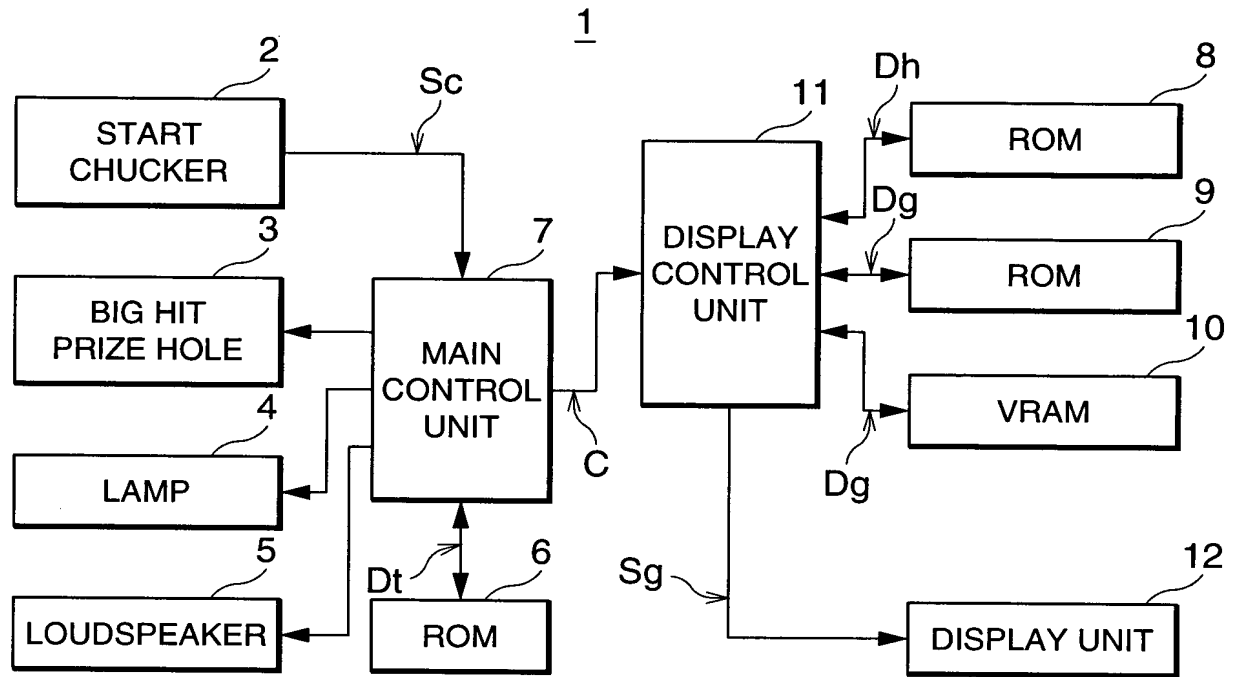 1
2
START
CHUCKER
Sc
3
BIG HIT
PRIZE HOLE
4
LAMP
5
LOUDSPEAKER
7
MAIN
CONTROL
UNIT
C
Dt
6
ROM
11
DISPLAY
CONTROL
UNIT
Dh
8
ROM
Dg
9
ROM
10
VRAM
Dg
Sg
12
DISPLAY UNIT